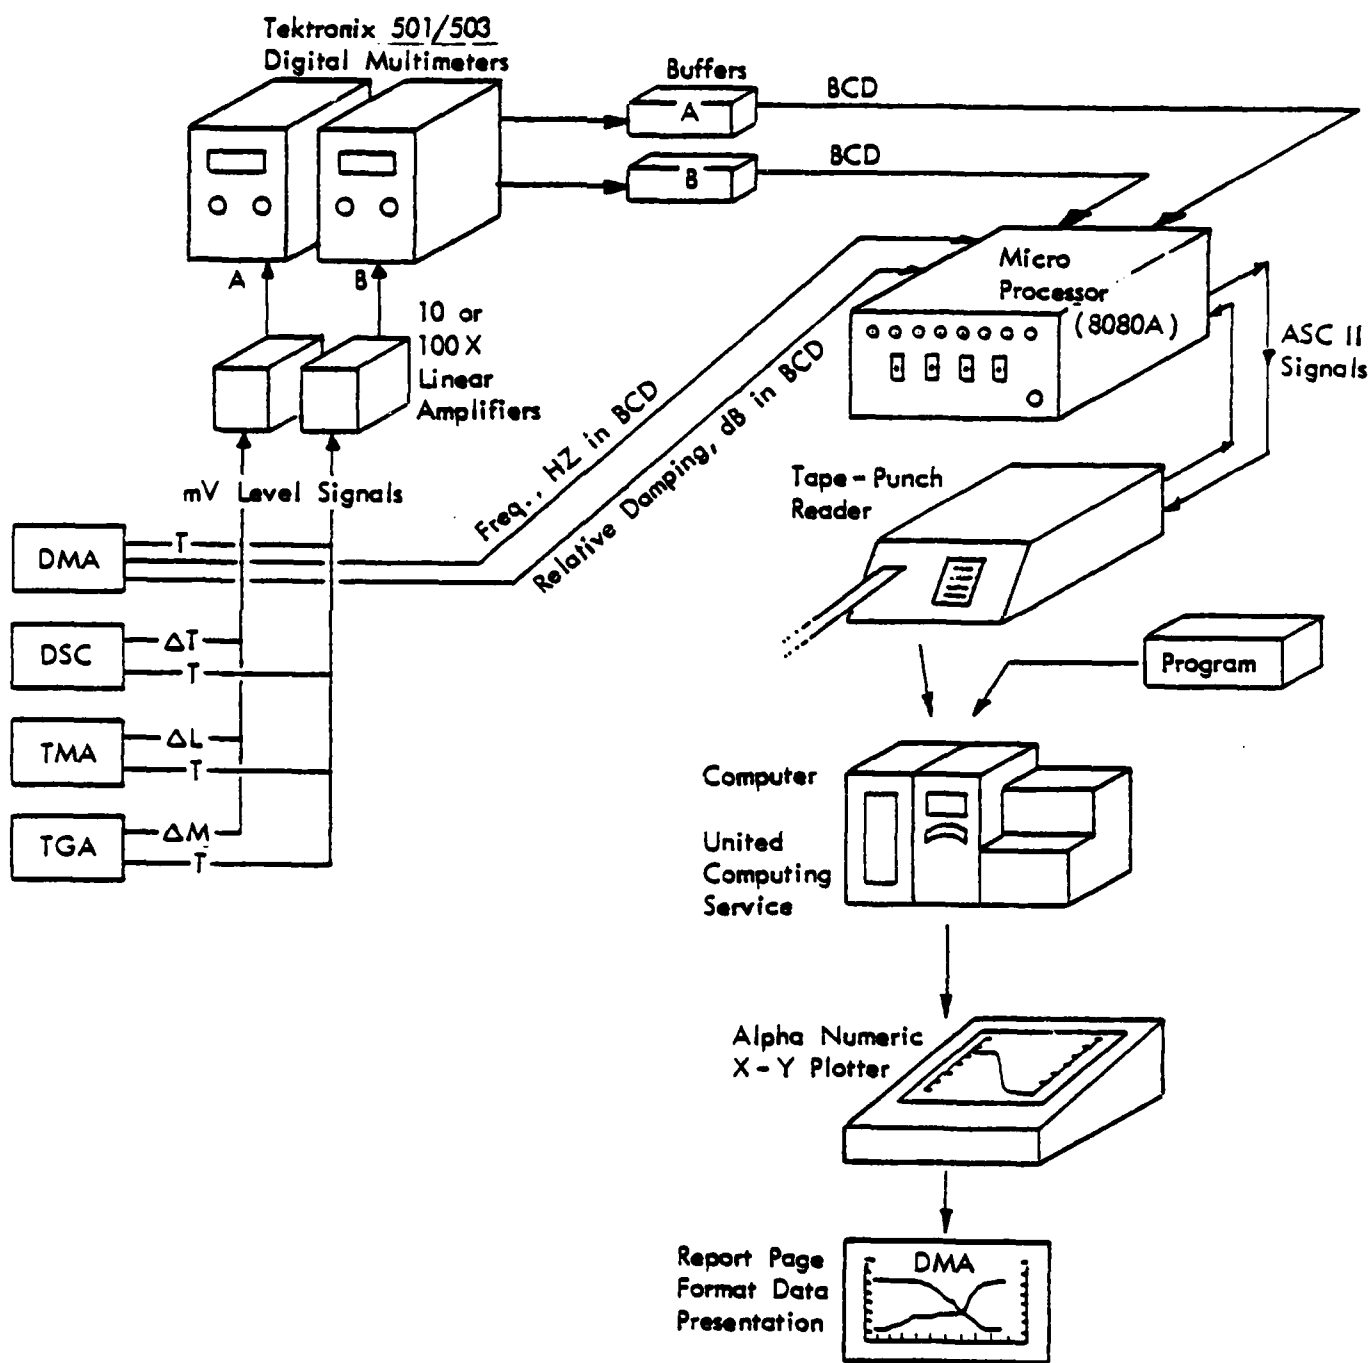 Tektronix 501/503
Digital Multimeters
Buffers
A
B
BCD
BCD
A
B
10 or
100X
Linear
Amplifiers
mV Level Signals
Freq., HZ in BCD
Relative Damping, dB in BCD
Micro
Processor
(8080A)
ASC II
Signals
Tape-Punch
Reader
DMA
T
DSC
ΔT
T
TMA
ΔL
T
TGA
ΔM
T
Program
Computer
United
Computing
Service
Alpha Numeric
X-Y Plotter
Report Page
Format Data
Presentation
DMA